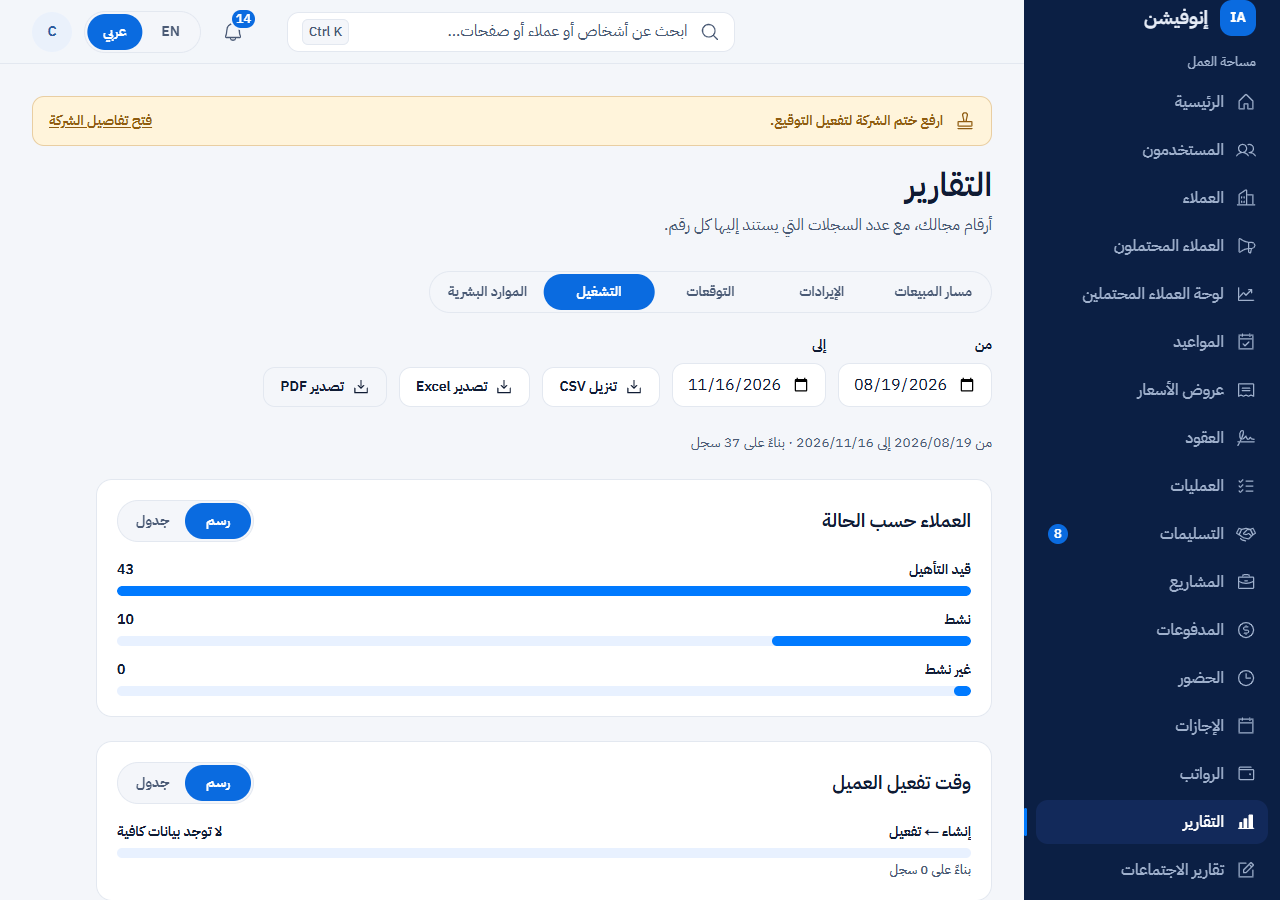 IA إنوفيشن
مساحة العمل
الرئيسية
المستخدمون
العملاء
العملاء المحتملون
لوحة العملاء المحتملين
المواعيد
عروض الأسعار
العقود
العمليات
التسليمات 8
المشاريع
المدفوعات
الحضور
الإجازات
الرواتب
التقارير
تقارير الاجتماعات
ابحث عن أشخاص أو عملاء أو صفحات... Ctrl K
14
EN عربي
C
ارفع ختم الشركة لتفعيل التوقيع. فتح تفاصيل الشركة
التقارير
أرقام مجالك، مع عدد السجلات التي يستند إليها كل رقم.
مسار المبيعات الإيرادات التوقعات التشغيل الموارد البشرية
من إلى
08/19/2026 11/16/2026 تنزيل CSV تصدير Excel تصدير PDF
من 2026/08/19 إلى 2026/11/16 · بناءً على 37 سجل
العملاء حسب الحالة رسم جدول
قيد التأهيل 43
نشط 10
غير نشط 0
وقت تفعيل العميل رسم جدول
إنشاء ← تفعيل لا توجد بيانات كافية
بناءً على 0 سجل